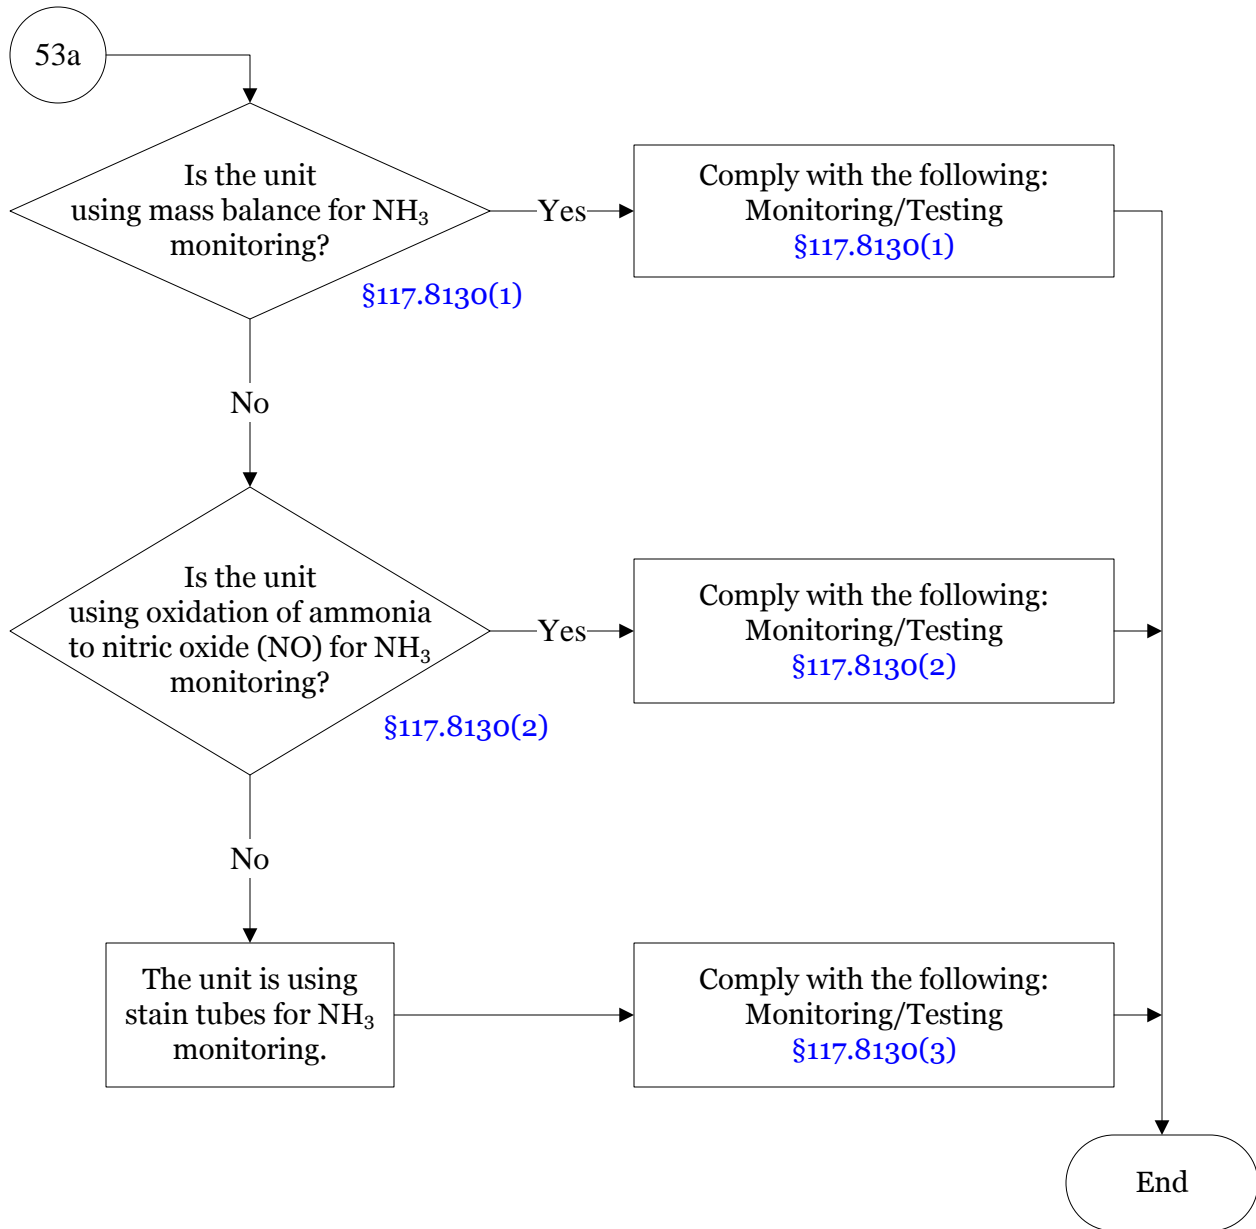 53a
Is the unit
using mass balance for NH₃
monitoring?
Yes
Comply with the following:
Monitoring/Testing
§117.8130(1)
§117.8130(1)
No
Is the unit
using oxidation of ammonia
to nitric oxide (NO) for NH₃
monitoring?
Yes
Comply with the following:
Monitoring/Testing
§117.8130(2)
§117.8130(2)
No
The unit is using
stain tubes for NH₃
monitoring.
Comply with the following:
Monitoring/Testing
§117.8130(3)
End